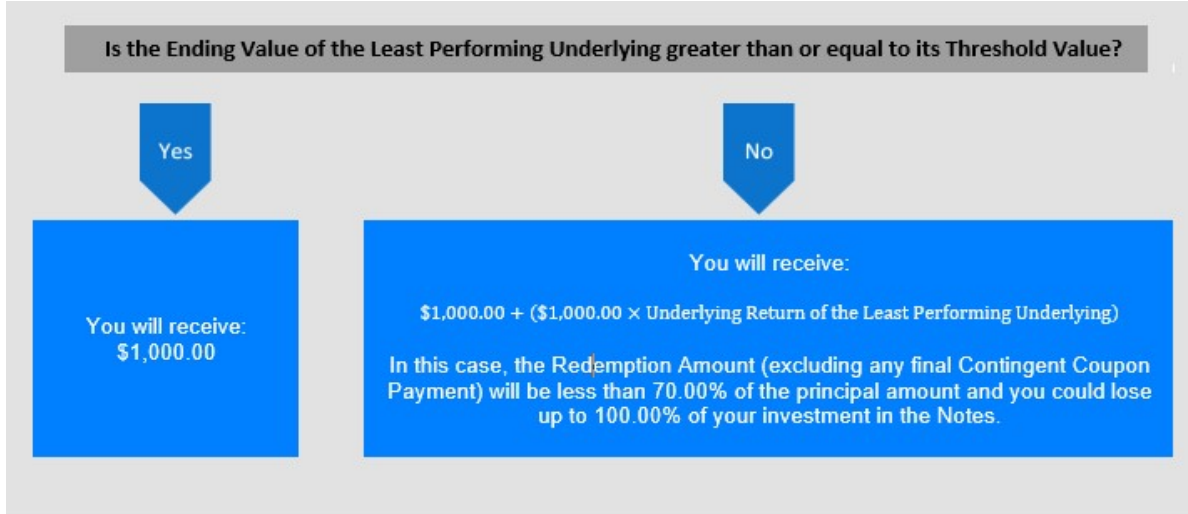 Is the Ending Value of the Least Performing Underlying greater than or equal to its Threshold Value?
Yes
No
You will receive:
$1,000.00
You will receive:
$1,000.00 + ($1,000.00 × Underlying Return of the Least Performing Underlying)
In this case, the Redemption Amount (excluding any final Contingent Coupon
Payment) will be less than 70.00% of the principal amount and you could lose
up to 100.00% of your investment in the Notes.